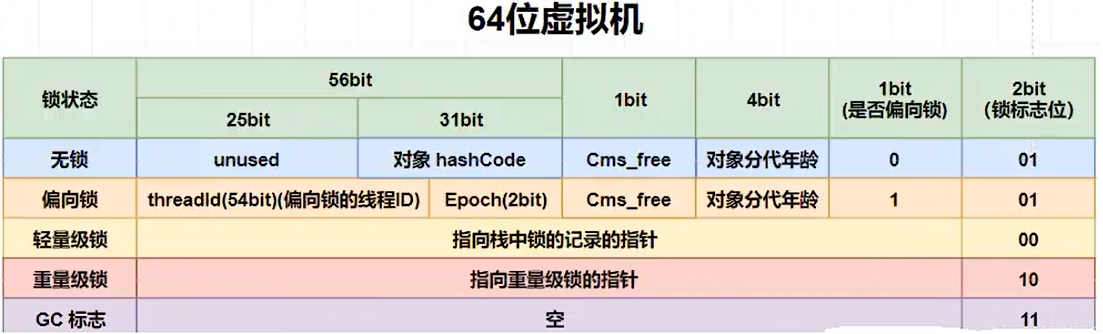 64位虚拟机
锁状态
56bit
25bit
31bit
1bit
4bit
1bit
(是否偏向锁)
2bit
(锁标志位)
无锁
unused
对象 hashCode
Cms_free
对象分代年龄
0
01
偏向锁
threadId(54bit)(偏向锁的线程ID)
Epoch(2bit)
Cms_free
对象分代年龄
1
01
轻量级锁
指向栈中锁的记录的指针
00
重量级锁
指向重量级锁的指针
10
GC 标志
空
11